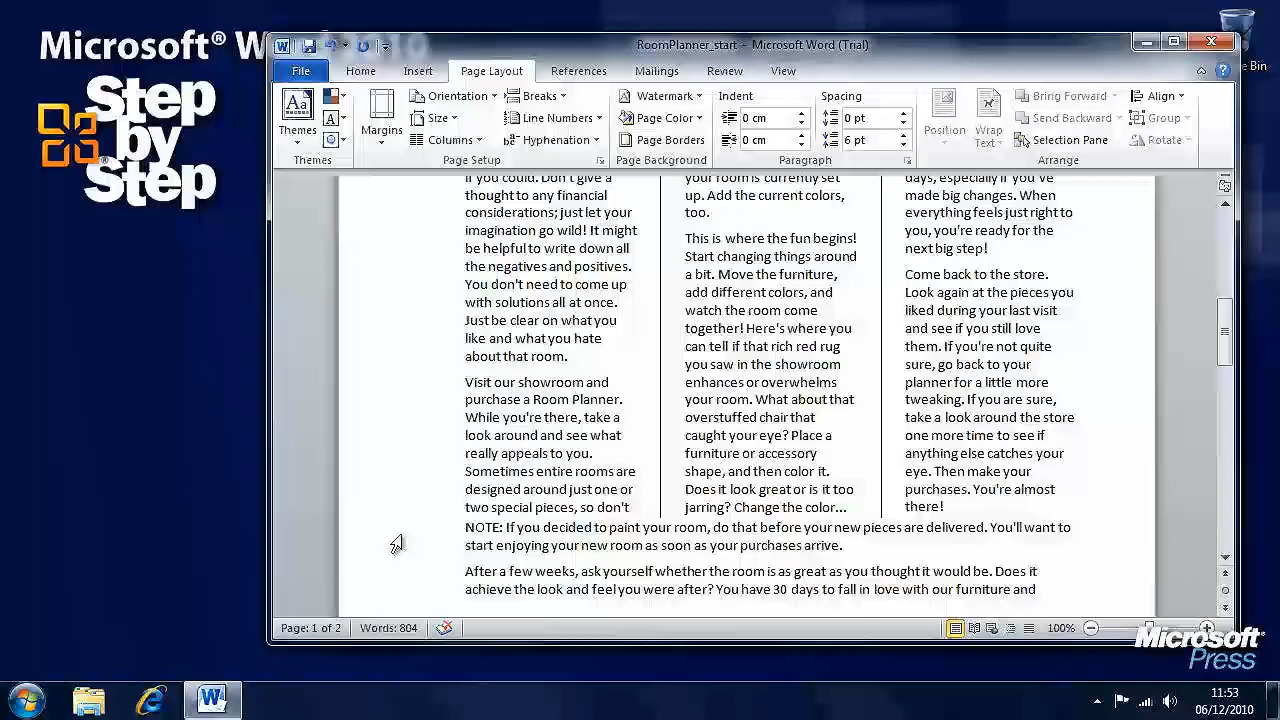 Microsoft® W
2010
Step
by
Step
RoomPlanner_start - Microsoft Word (Trial)
Bin
File Home Insert Page Layout References Mailings Review View
Themes
Themes
Margins
Orientation
Size
Columns
Breaks
Line Numbers
Hyphenation
Page Setup
Watermark
Page Color
Page Borders
Page Background
Indent
0 cm
0 cm
Spacing
0 pt
6 pt
Paragraph
Position
Wrap
Text
Bring Forward
Send Backward
Selection Pane
Align
Group
Rotate
Arrange
if you could. Don't give a
thought to any financial
considerations; just let your
imagination go wild! It might
be helpful to write down all
the negatives and positives.
You don't need to come up
with solutions all at once.
Just be clear on what you
like and what you hate
about that room.
Visit our showroom and
purchase a Room Planner.
While you're there, take a
look around and see what
really appeals to you.
Sometimes entire rooms are
designed around just one or
two special pieces, so don't
your room is currently set
up. Add the current colors,
too.
This is where the fun begins!
Start changing things around
a bit. Move the furniture,
add different colors, and
watch the room come
together! Here's where you
can tell if that rich red rug
you saw in the showroom
enhances or overwhelms
your room. What about that
overstuffed chair that
caught your eye? Place a
furniture or accessory
shape, and then color it.
Does it look great or is it too
jarring? Change the color...
days, especially if you've
made big changes. When
everything feels just right to
you, you're ready for the
next big step!
Come back to the store.
Look again at the pieces you
liked during your last visit
and see if you still love
them. If you're not quite
sure, go back to your
planner for a little more
tweaking. If you are sure,
take a look around the store
one more time to see if
anything else catches your
eye. Then make your
purchases. You're almost
there!
NOTE: If you decided to paint your room, do that before your new pieces are delivered. You'll want to
start enjoying your new room as soon as your purchases arrive.
After a few weeks, ask yourself whether the room is as great as you thought it would be. Does it
achieve the look and feel you were after? You have 30 days to fall in love with our furniture and
Page: 1 of 2 Words: 804 100%
Microsoft
Press
11:53
06/12/2010